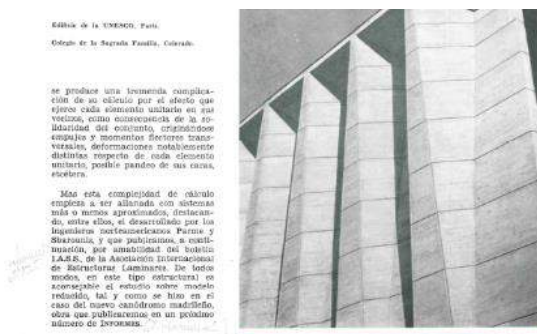 Edificio de la UNESCO, París.
Colegio de la Sagrada Familia, Colorado.
se produce una tremenda complica-
ción de su cálculo por el efecto que
ejerce cada elemento unitario en sus
vecinos, como consecuencia de la so-
lidaridad del conjunto, originándose
empujes y momentos flectores trans-
versales, deformaciones notablemente
distintas respecto de cada elemento
unitario, posible pandeo de sus caras,
etcétera.
Mas esta complejidad de cálculo
empieza a ser allanada con sistemas
más o menos aproximados, destacan-
do, entre ellos, el desarrollado por los
ingenieros norteamericanos Parme y
Sbarounis, y que publicamos, a conti-
nuación, por amabilidad del boletín
I.A.S.S., de la Asociación Internacional
de Estructuras Laminares. De todos
modos, en este tipo estructural es
aconsejable el estudio sobre modelo
reducido, tal y como se hizo en el
caso del nuevo canódromo madrileño,
obra que publicaremos en un próximo
número de INFORMES.